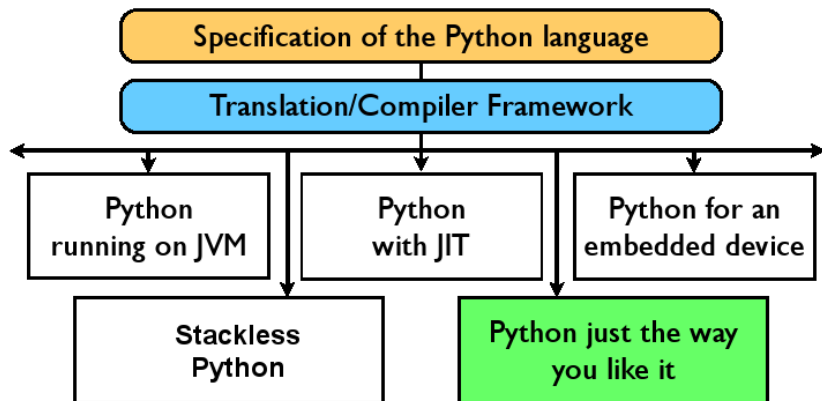 Specification of the Python language
Translation/Compiler Framework
Python
running on JVM
Python
with JIT
Python for an
embedded device
Stackless
Python
Python just the way
you like it